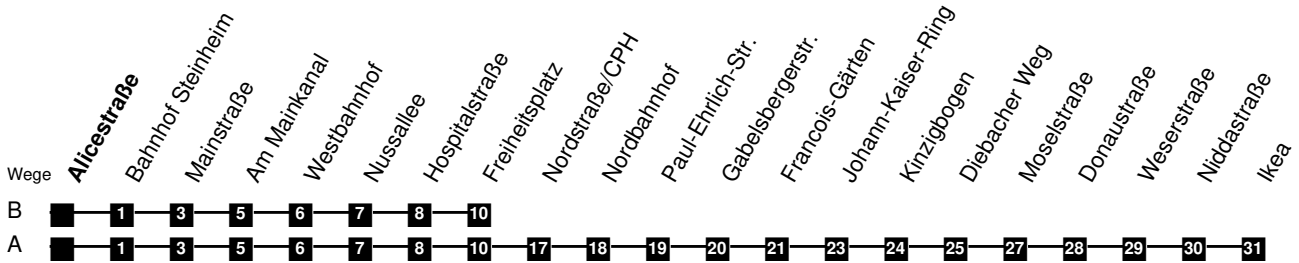 Wege Alicestraße Bahnhof Steinheim Mainstraße Am Mainkanal Westbahnhof Nussallee Hospitalstraße Freiheitsplatz Nordstraße/CPH Nordbahnhof Paul-Ehrlich-Str. Gabelsbergerstr. Francois-Gärten Johann-Kaiser-Ring Kinzigbogen Diebacher Weg Moselstraße Donaustraße Weserstraße Niddastraße Ikea
B 1 3 5 6 7 8 10
A 1 3 5 6 7 8 10 17 18 19 20 21 23 24 25 27 28 29 30 31